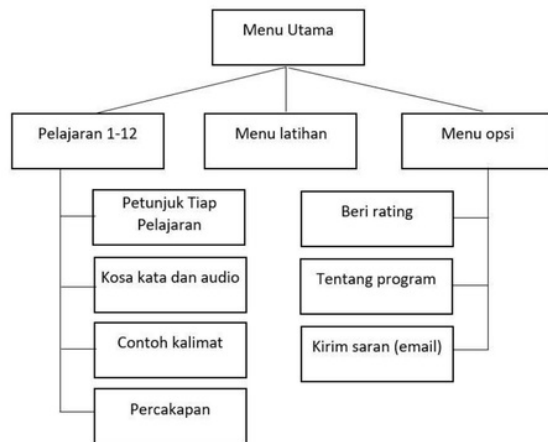 Menu Utama
Pelajaran 1-12
Menu latihan
Menu opsi
Petunjuk Tiap
Pelajaran
Kosa kata dan audio
Contoh kalimat
Percakapan
Beri rating
Tentang program
Kirim saran (email)